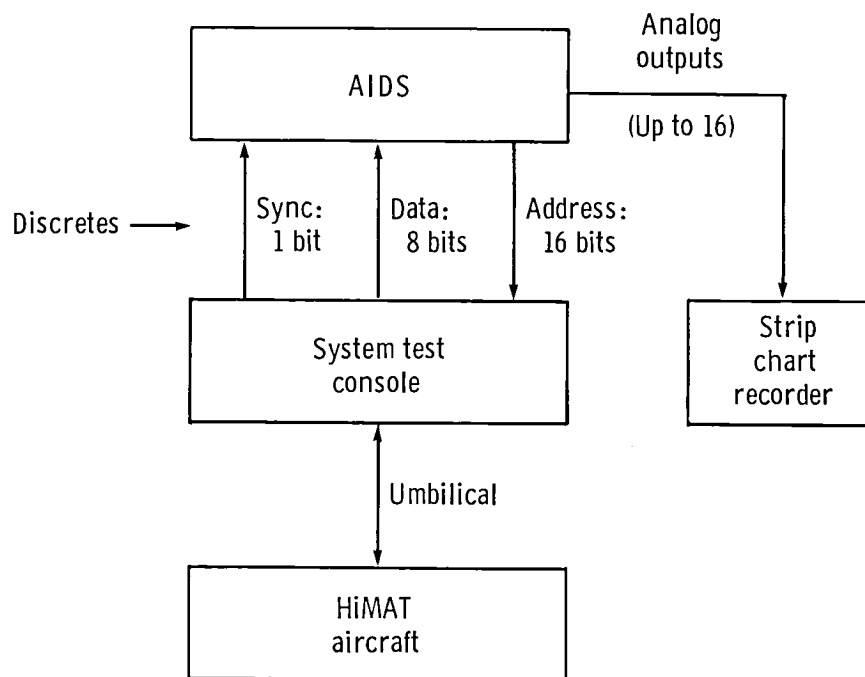 Analog
outputs
AIDS
(Up to 16)
Discretes
Sync:
1 bit
Data:
8 bits
Address:
16 bits
System test
console
Strip
chart
recorder
Umbilical
HiMAT
aircraft